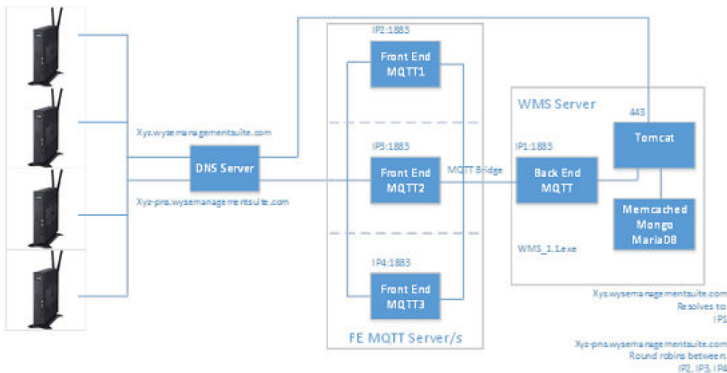 IP2:1883
Front End
MQTT1
WMS Server
443
Xyz.wysemanagementsuite.com
IP3:1883
IP1:1883
Tomcat
DNS Server
Front End
MQTT2
MQTT Bridge
Back End
MQTT
Xyz-pns.wysemanagementsuite.com
Memcached
Mongo
MariaDB
WMS_1.1.exe
IP4:1883
Front End
MQTT3
FE MQTT Server/s
Xyz.wysemanagementsuite.com
Resolves to:
IP1
Xyz-pns.wysemanagementsuite.com
Round robins between:
IP2, IP3, IP4